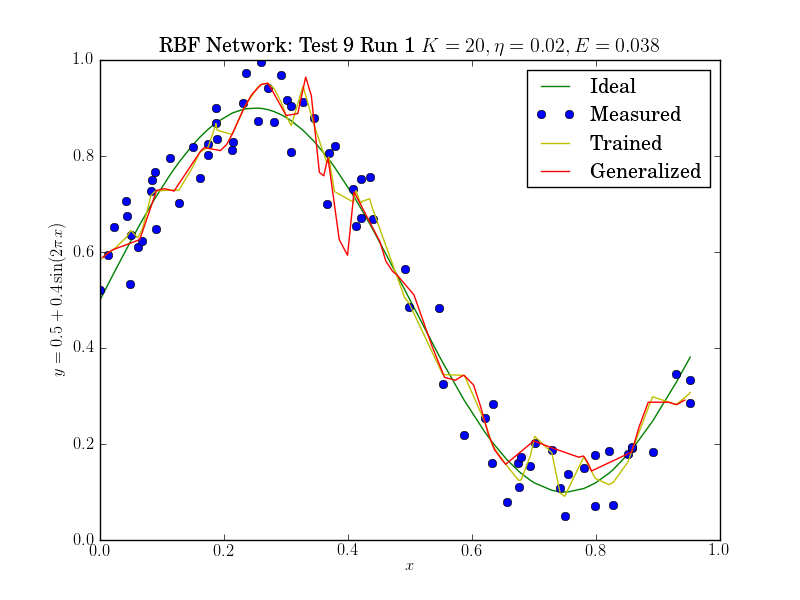 RBF Network: Test 9 Run 1 K = 20, η = 0.02, E = 0.038
1.0
Ideal
Measured
Trained
Generalized
0.8
0.6
y = 0.5 + 0.4 sin(2πx)
0.4
0.2
0.0
0.0 0.2 0.4 0.6 0.8 1.0
x